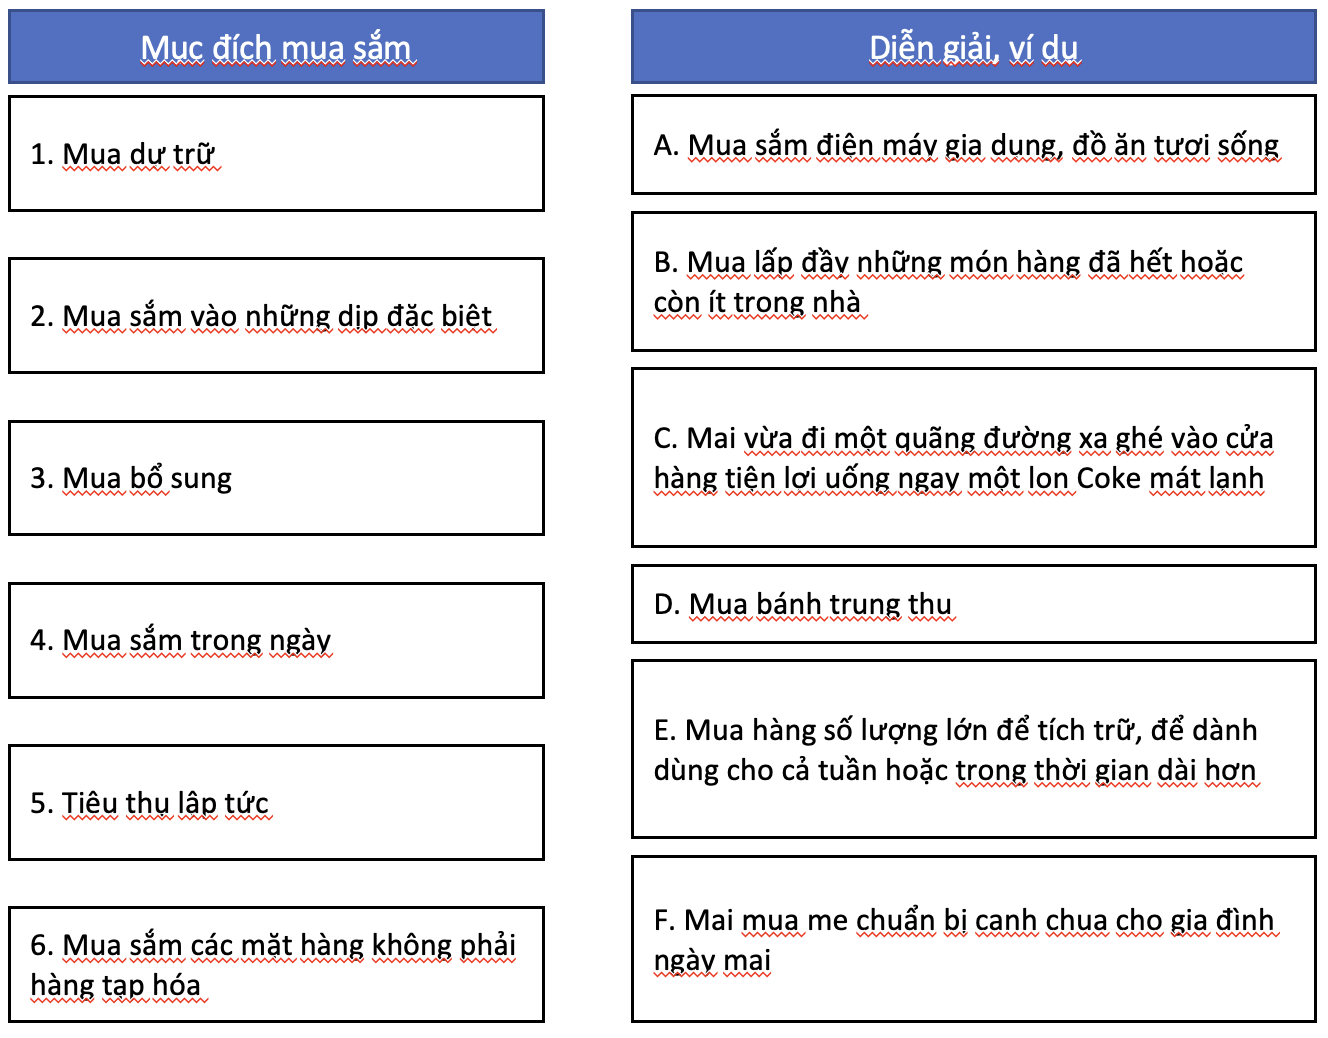 Mục đích mua sắm
1. Mua dự trữ
2. Mua sắm vào những dịp đặc biêt
3. Mua bổ sung
4. Mua sắm trong ngày
5. Tiêu thụ lâp tức
6. Mua sắm các mặt hàng không phải
hàng tạp hóa
Diễn giải, ví dụ
A. Mua sắm điện máy gia dụng, đồ ăn tươi sống
B. Mua lấp đầy những món hàng đã hết hoặc
còn ít trong nhà
C. Mai vừa đi một quãng đường xa ghé vào cửa
hàng tiện lợi uống ngay một lon Coke mát lạnh
D. Mua bánh trung thu
E. Mua hàng số lượng lớn để tích trữ, để dành
dùng cho cả tuần hoặc trong thời gian dài hơn
F. Mai mua me chuẩn bị canh chua cho gia đình
ngày mai